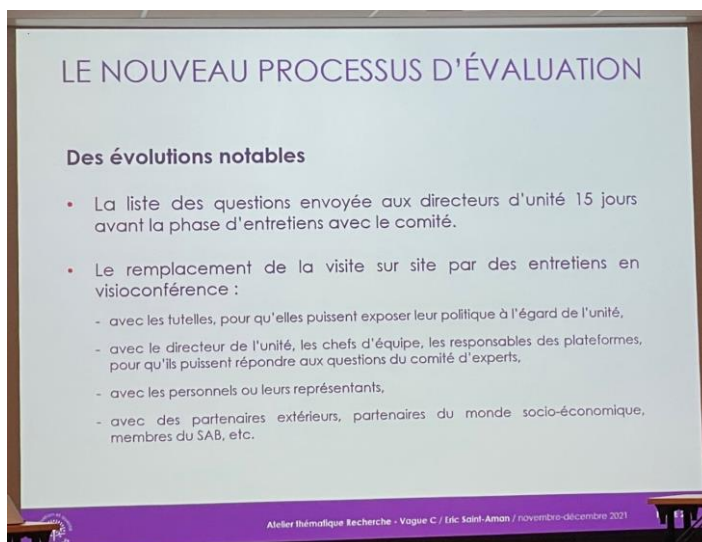 LE NOUVEAU PROCESSUS D'ÉVALUATION
Des évolutions notables
• La liste des questions envoyée aux directeurs d'unité 15 jours
avant la phase d'entretiens avec le comité.
• Le remplacement de la visite sur site par des entretiens en
visioconférence :
- avec les tutelles, pour qu'elles puissent exposer leur politique à l'égard de l'unité,
- avec le directeur de l'unité, les chefs d'équipe, les responsables des plateformes,
pour qu'ils puissent répondre aux questions du comité d'experts,
- avec les personnels ou leurs représentants,
- avec des partenaires extérieurs, partenaires du monde socio-économique,
membres du SAB, etc.
Atelier thématique Recherche - Vague C / Eric Saint-Aman / novembre-décembre 2021